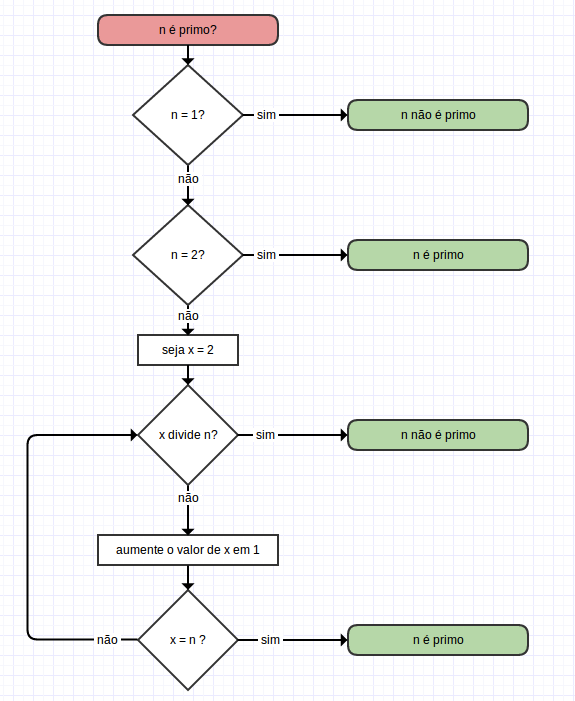 n é primo?
n = 1?
sim
n não é primo
não
n = 2?
sim
n é primo
não
seja x = 2
x divide n?
sim
n não é primo
não
aumente o valor de x em 1
não
x = n ?
sim
n é primo